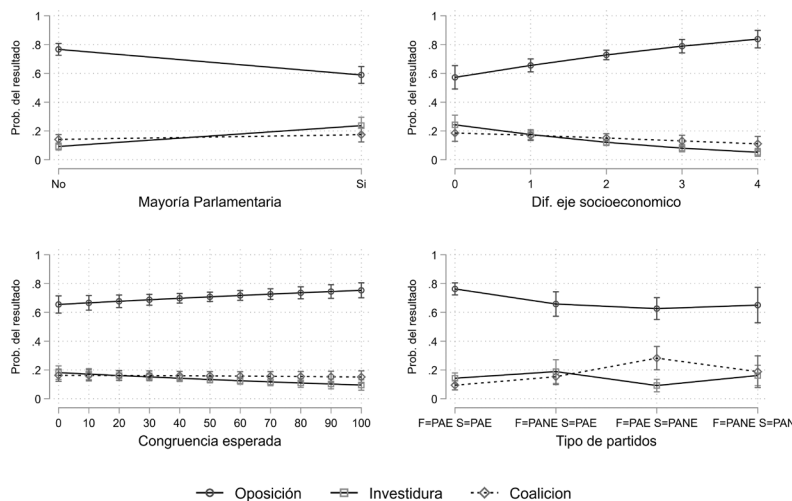 1
.8
.6
.4
.2
0
Prob. del resultado
No
Si
Mayoría Parlamentaria
1
.8
.6
.4
.2
0
Prob. del resultado
0 1 2 3 4
Dif. eje socioeconomico
1
.8
.6
.4
.2
0
Prob. del resultado
0 10 20 30 40 50 60 70 80 90 100
Congruencia esperada
1
.8
.6
.4
.2
0
Prob. del resultado
F=PAE S=PAE F=PANE S=PAE F=PAE S=PANE F=PANE S=PAN
Tipo de partidos
Oposición Investidura Coalicion